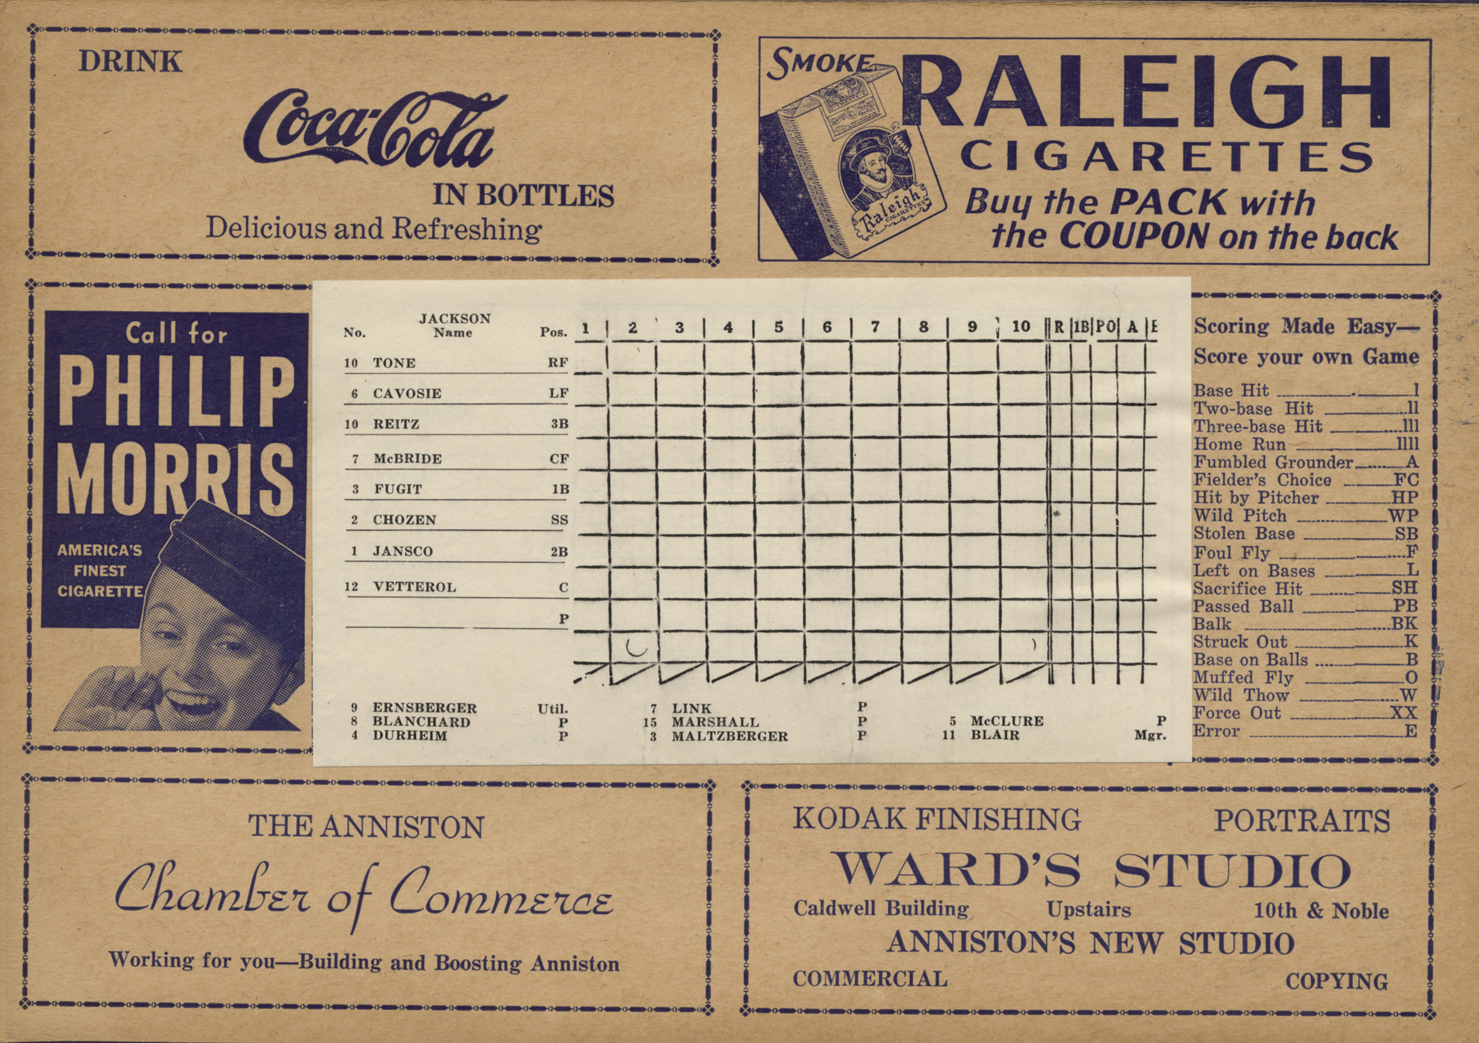 DRINK
Coca-Cola
IN BOTTLES
Delicious and Refreshing
SMOKE RALEIGH
CIGARETTES
Buy the PACK with
the COUPON on the back
Raleigh
CIGARETTES
Call for
PHILIP
MORRIS
AMERICA'S
FINEST
CIGARETTE
JACKSON
No. Name Pos. 1 2 3 4 5 6 7 8 9 10 R 1B PO A E
10 TONE RF
6 CAVOSIE LF
10 REITZ 3B
7 McBRIDE CF
3 FUGIT 1B
2 CHOZEN SS
1 JANSCO 2B
12 VETTEROL C
P
9 ERNSBERGER Util. 7 LINK P
8 BLANCHARD P 15 MARSHALL P 5 McCLURE P
4 DURHEIM P 3 MALTZBERGER P 11 BLAIR Mgr.
Scoring Made Easy—
Score your own Game
Base Hit I
Two-base Hit II
Three-base Hit III
Home Run IIII
Fumbled Grounder A
Fielder's Choice FC
Hit by Pitcher HP
Wild Pitch WP
Stolen Base SB
Foul Fly F
Left on Bases L
Sacrifice Hit SH
Passed Ball PB
Balk BK
Struck Out K
Base on Balls B
Muffed Fly O
Wild Thow W
Force Out XX
Error E
THE ANNISTON
Chamber of Commerce
Working for you—Building and Boosting Anniston
KODAK FINISHING PORTRAITS
WARD'S STUDIO
Caldwell Building Upstairs 10th & Noble
ANNISTON'S NEW STUDIO
COMMERCIAL COPYING